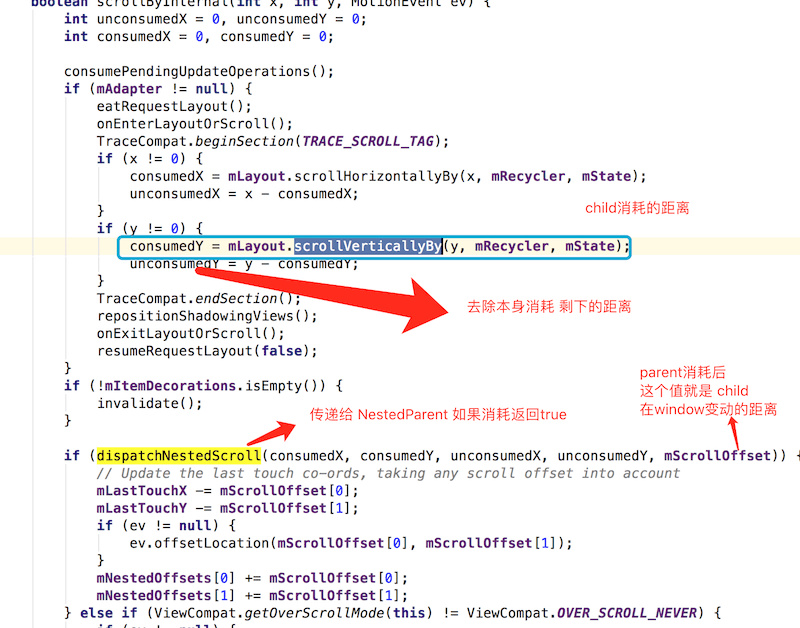 boolean scrollByInternal(int x, int y, MotionEvent ev) {
int unconsumedX = 0, unconsumedY = 0;
int consumedX = 0, consumedY = 0;
consumePendingUpdateOperations();
if (mAdapter != null) {
eatRequestLayout();
onEnterLayoutOrScroll();
TraceCompat.beginSection(TRACE_SCROLL_TAG);
if (x != 0) {
consumedX = mLayout.scrollHorizontallyBy(x, mRecycler, mState);
unconsumedX = x - consumedX;
}
child消耗的距离
if (y != 0) {
consumedY = mLayout.scrollVerticallyBy(y, mRecycler, mState);
unconsumedY = y - consumedY;
}
TraceCompat.endSection();
去除本身消耗 剩下的距离
repositionShadowingViews();
onExitLayoutOrScroll();
resumeRequestLayout(false);
}
parent消耗后
这个值就是 child
在window变动的距离
if (!mItemDecorations.isEmpty()) {
invalidate();
}
传递给 NestedParent 如果消耗返回true
if (dispatchNestedScroll(consumedX, consumedY, unconsumedX, unconsumedY, mScrollOffset)) {
// Update the last touch co-ords, taking any scroll offset into account
mLastTouchX -= mScrollOffset[0];
mLastTouchY -= mScrollOffset[1];
if (ev != null) {
ev.offsetLocation(mScrollOffset[0], mScrollOffset[1]);
}
mNestedOffsets[0] += mScrollOffset[0];
mNestedOffsets[1] += mScrollOffset[1];
} else if (ViewCompat.getOverScrollMode(this) != ViewCompat.OVER_SCROLL_NEVER) {